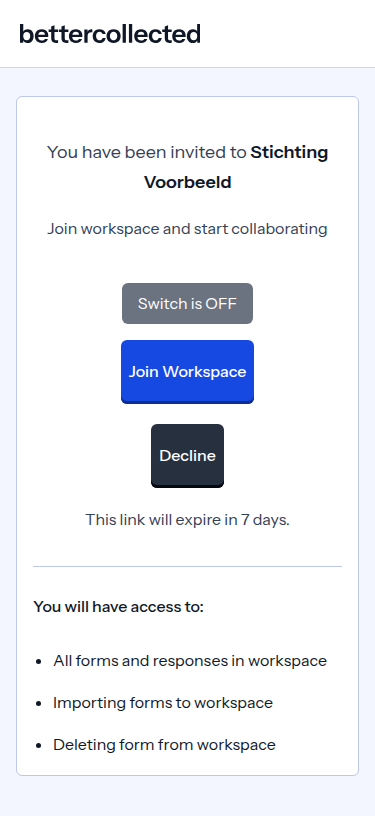 bettercollected
You have been invited to Stichting
Voorbeeld
Join workspace and start collaborating
Switch is OFF
Join Workspace
Decline
This link will expire in 7 days.
You will have access to:
All forms and responses in workspace
Importing forms to workspace
Deleting form from workspace